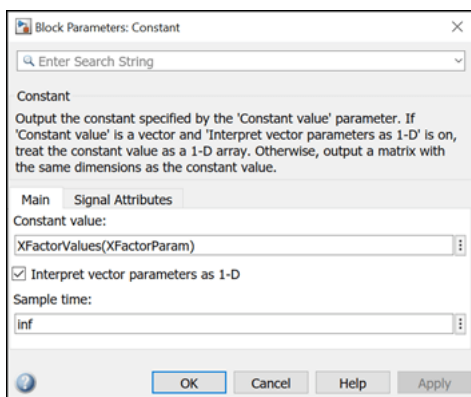 Block Parameters: Constant
Enter Search String
Constant
Output the constant specified by the 'Constant value' parameter. If
'Constant value' is a vector and 'Interpret vector parameters as 1-D' is on,
treat the constant value as a 1-D array. Otherwise, output a matrix with
the same dimensions as the constant value.
Main Signal Attributes
Constant value:
XFactorValues(XFactorParam)
Interpret vector parameters as 1-D
Sample time:
inf
OK Cancel Help Apply